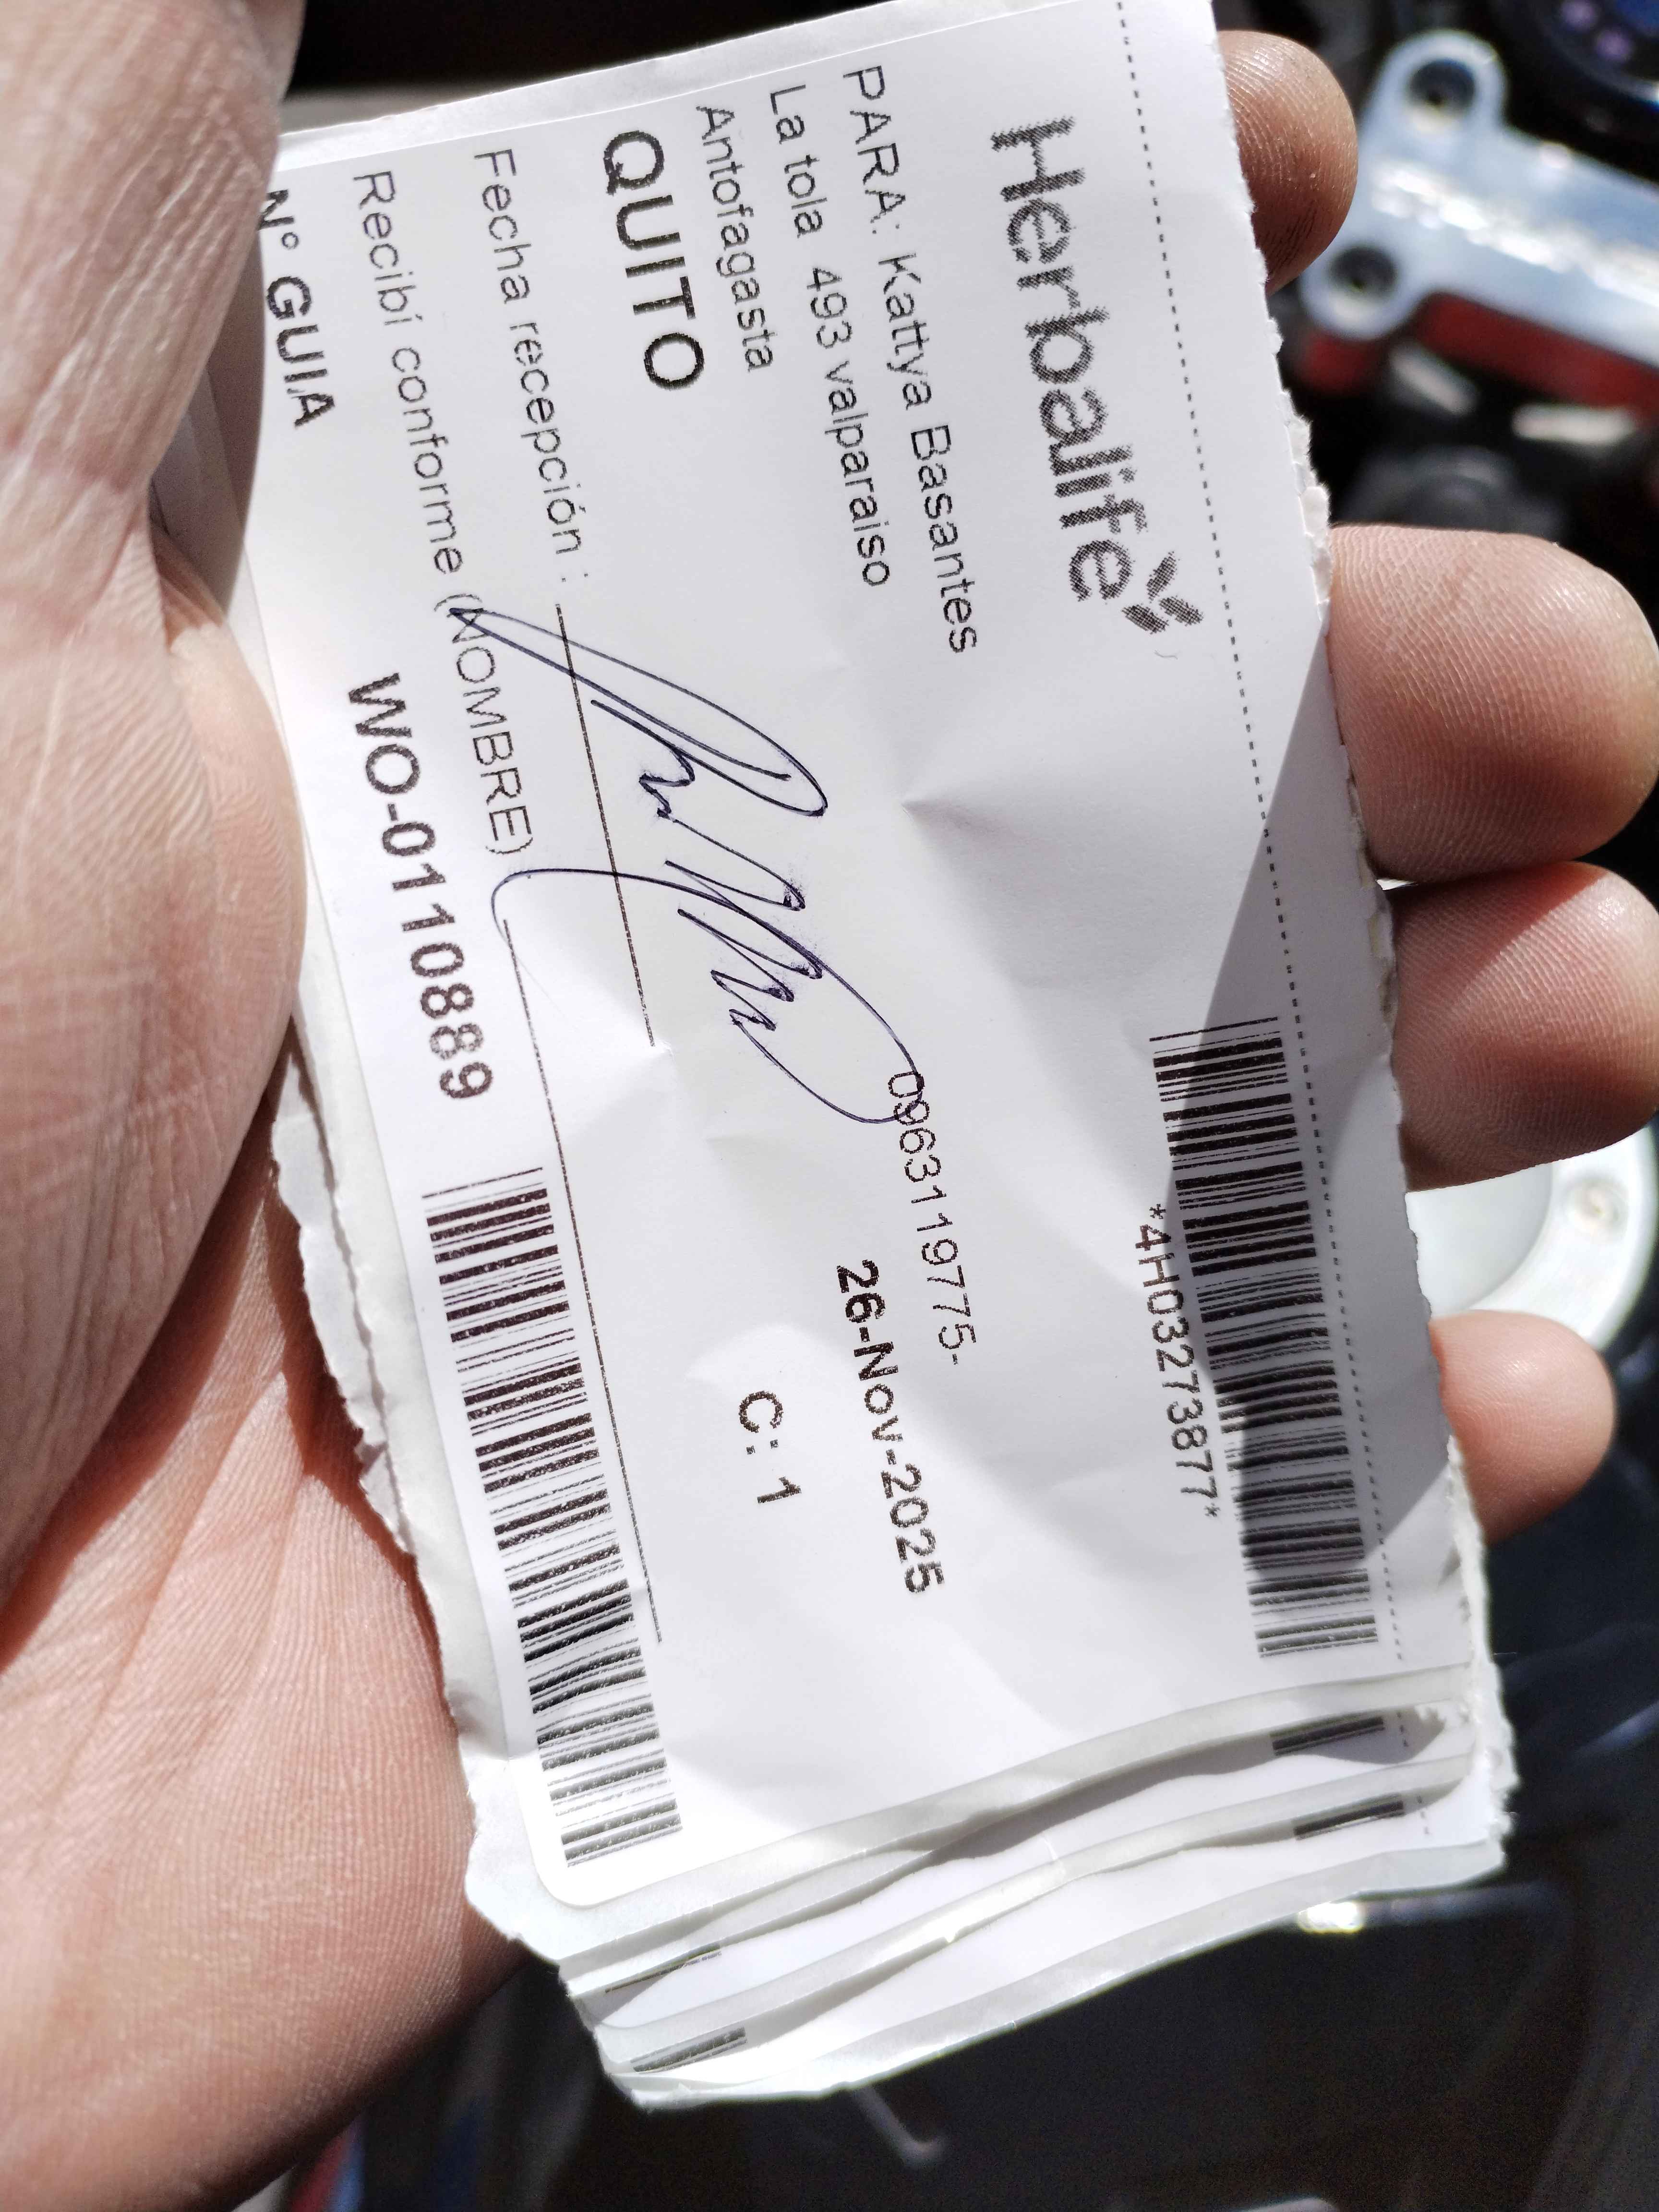 Herbalife
*4H03273877*
PARA: Kattya Basantes 0963119775-
La tola 493 valparaiso 26-Nov-2025
Antofagasta
QUITO C: 1
Fecha recepción :
Recibí conforme (NOMBRE)
N° GUIA WO-0110889